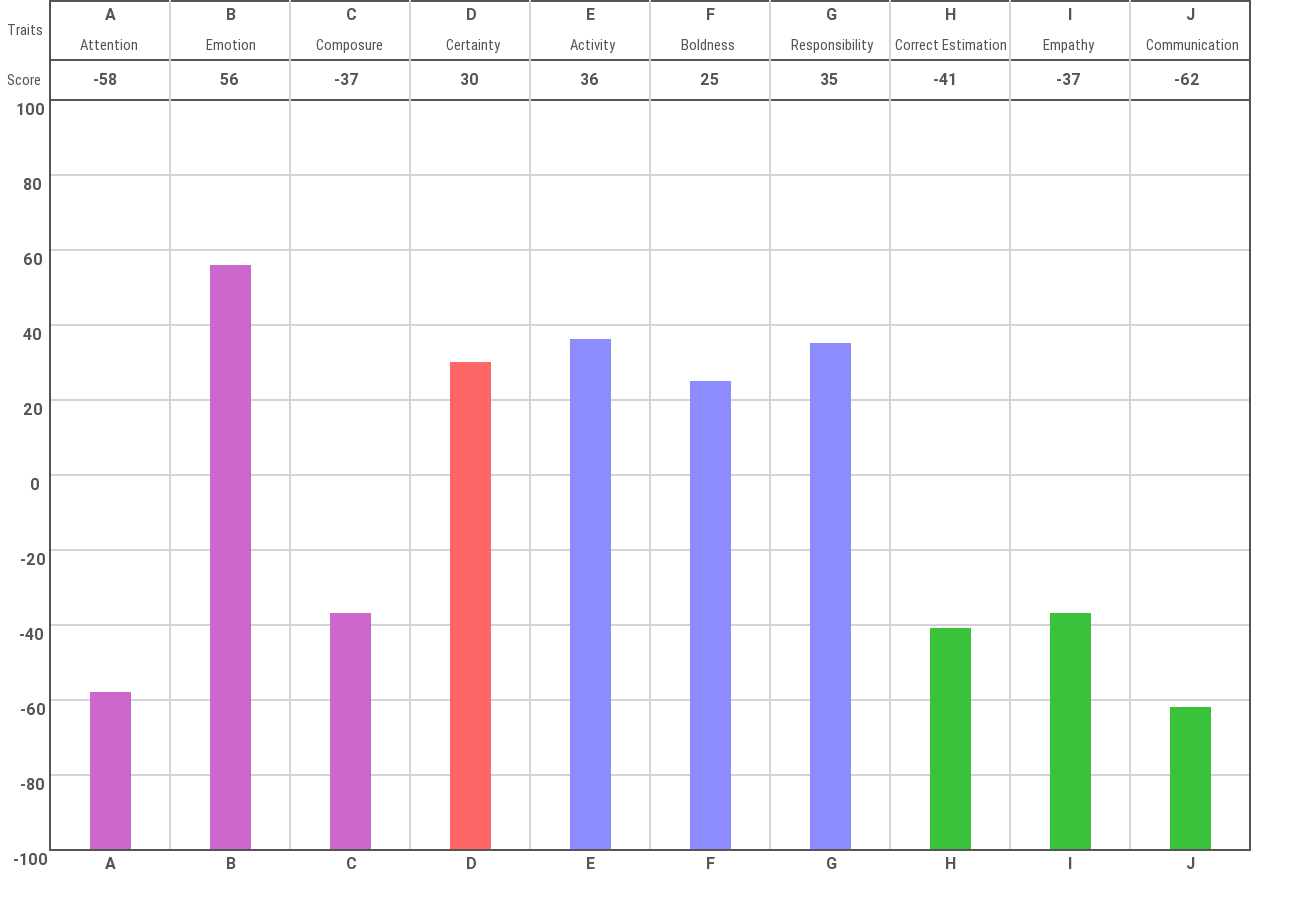 A B C D E F G H I J
Traits
Attention Emotion Composure Certainty Activity Boldness Responsibility Correct Estimation Empathy Communication
Score -58 56 -37 30 36 25 35 -41 -37 -62
100
80
60
40
20
0
-20
-40
-60
-80
-100
A B C D E F G H I J